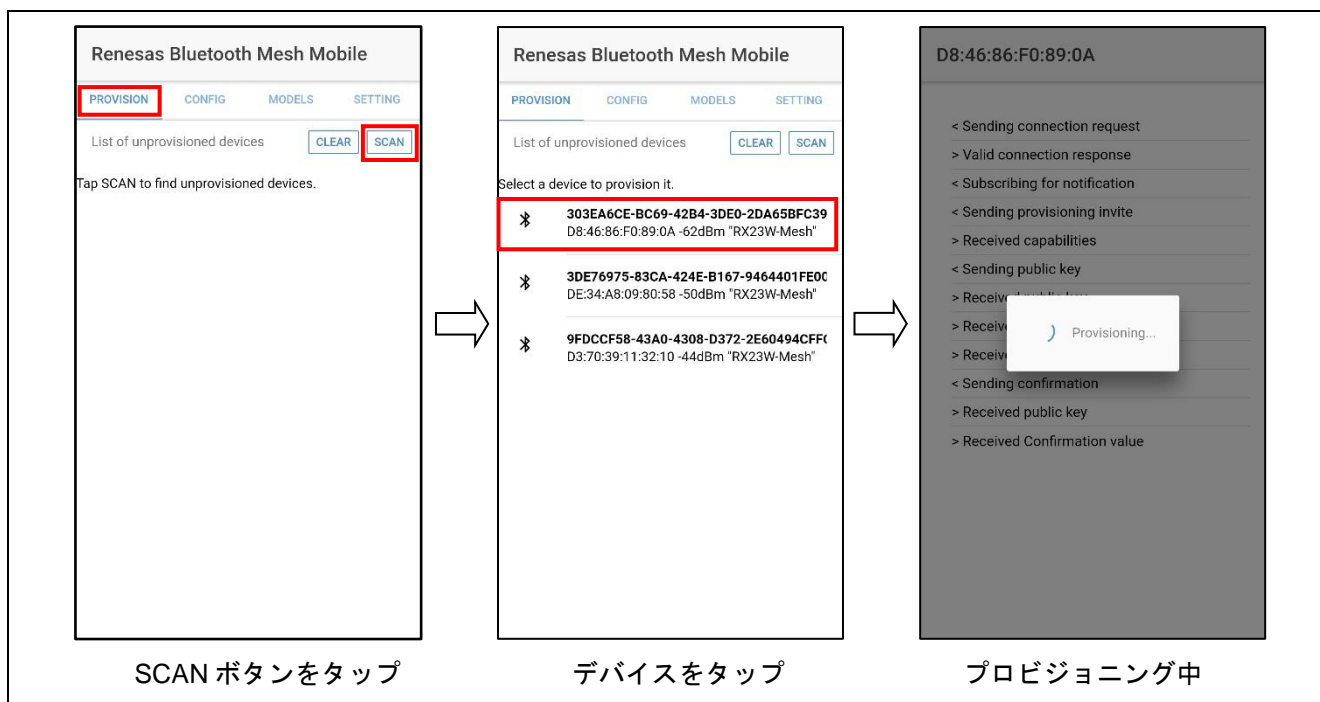 Renesas Bluetooth Mesh Mobile
PROVISION CONFIG MODELS SETTING
List of unprovisioned devices CLEAR SCAN
Tap SCAN to find unprovisioned devices.
SCAN ボタンをタップ
Renesas Bluetooth Mesh Mobile
PROVISION CONFIG MODELS SETTING
List of unprovisioned devices CLEAR SCAN
Select a device to provision it.
303EA6CE-BC69-42B4-3DE0-2DA65BFC39
D8:46:86:F0:89:0A -62dBm "RX23W-Mesh"
3DE76975-83CA-424E-B167-9464401FE00
DE:34:A8:09:80:58 -50dBm "RX23W-Mesh"
9FDCCF58-43A0-4308-D372-2E60494CFF
D3:70:39:11:32:10 -44dBm "RX23W-Mesh"
デバイスをタップ
D8:46:86:F0:89:0A
< Sending connection request
> Valid connection response
< Subscribing for notification
< Sending provisioning invite
> Received capabilities
< Sending public key
> Receiv
> Receiv
> Receiv
Provisioning...
< Sending confirmation
> Received public key
> Received Confirmation value
プロビジョニング中